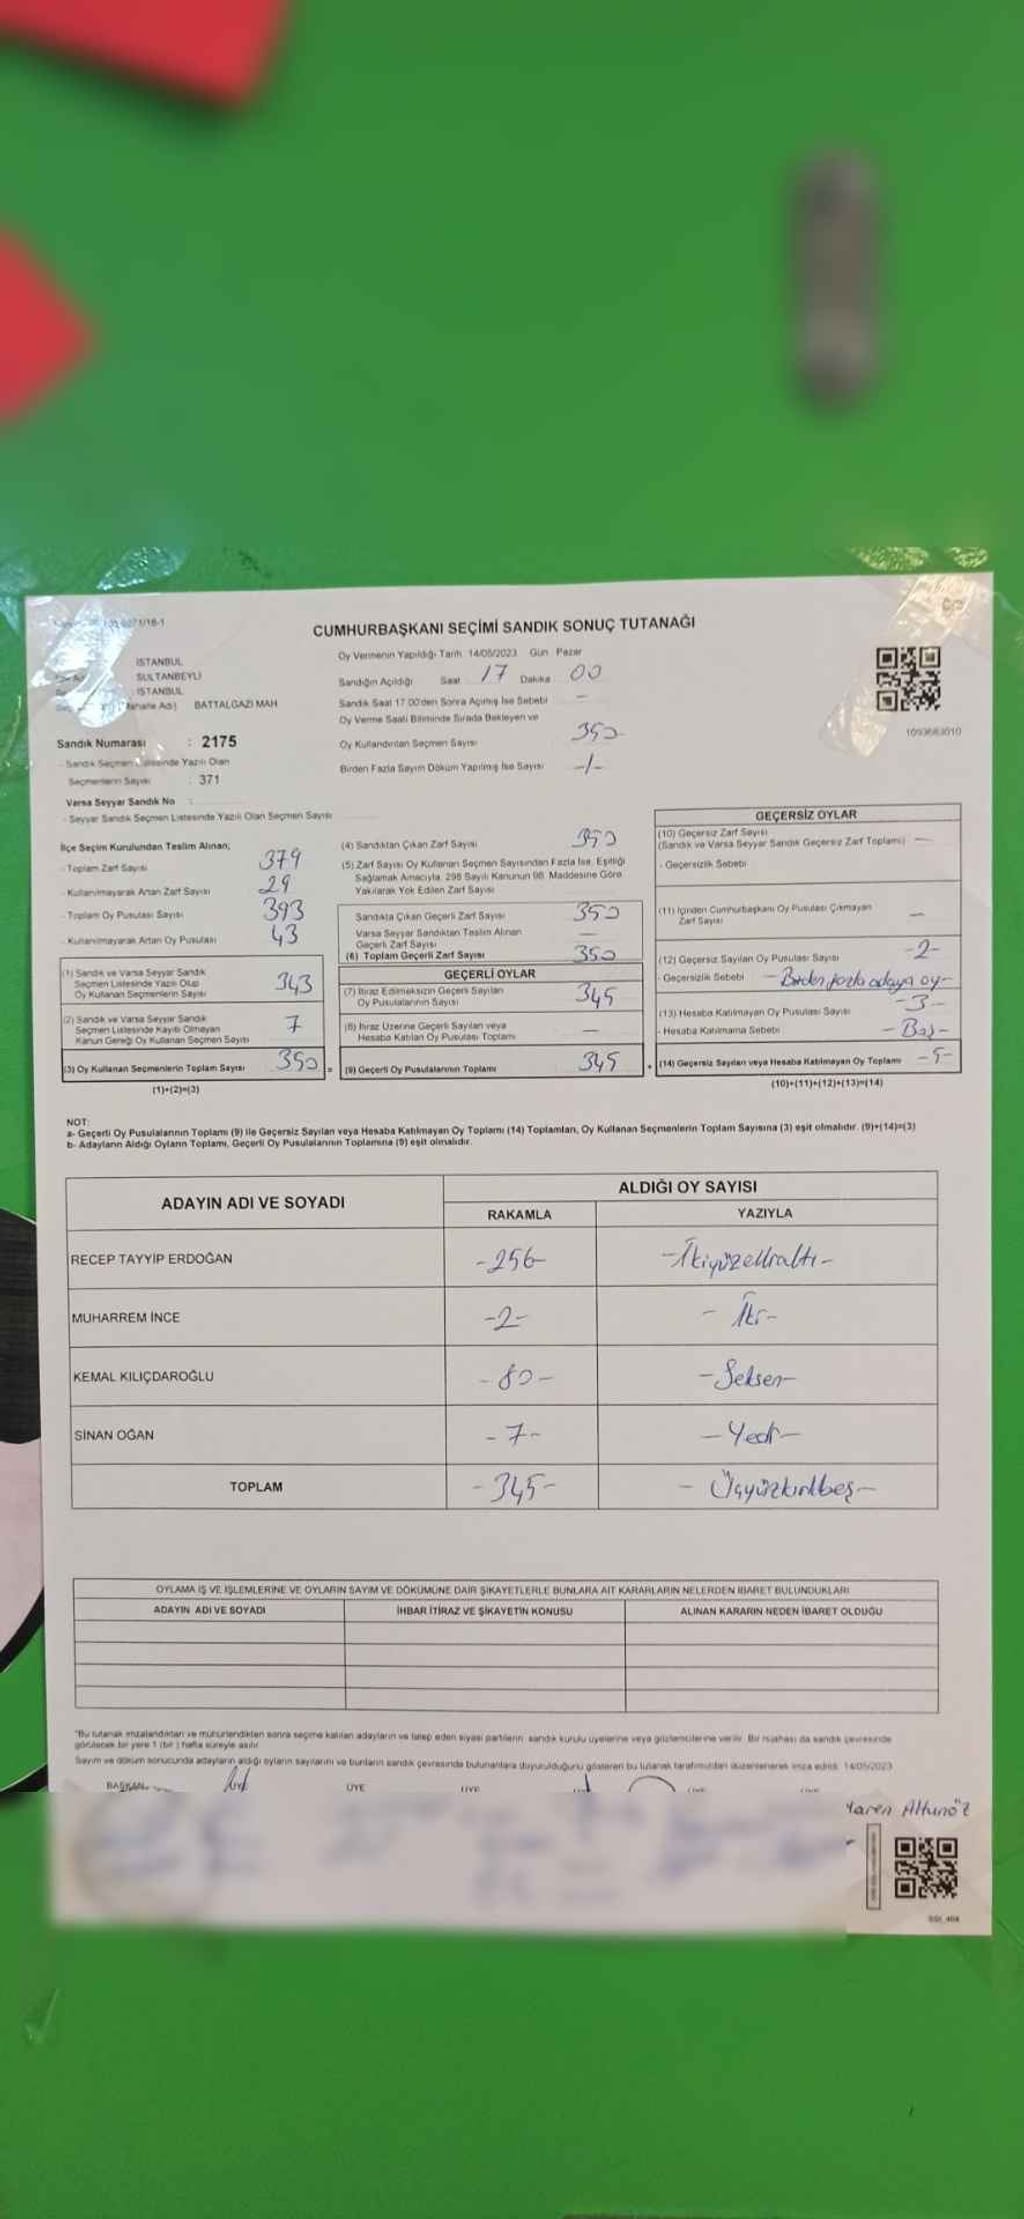 CUMHURBAŞKANI SEÇİMİ SANDIK SONUÇ TUTANAĞI
İSTANBUL
SULTANBEYLİ
İSTANBUL
Mahalle Adı) BATTALGAZİ MAH
Sandık Numarası : 2175
- Sandık Seçmen Listesinde Yazılı Olan
Seçmenlerin Sayısı : 371
Varsa Seyyar Sandık No :
- Seyyar Sandık Seçmen Listesinde Yazılı Olan Seçmen Sayısı
Oy Vermenin Yapıldığı Tarih: 14/05/2023 Gün Pazar
Sandığın Açıldığı Saat 17 Dakika 00
Sandık Saat 17.00'den Sonra Açılmış İse Sebebi -
Oy Verme Saati Bitiminde Sırada Bekleyen ve
Oy Kullandırılan Seçmen Sayısı 350
Birden Fazla Sayım Döküm Yapılmış İse Sayısı -/-
1093683010
İlçe Seçim Kurulundan Teslim Alınan;
- Toplam Zarf Sayısı 379
- Kullanılmayarak Artan Zarf Sayısı 29
- Toplam Oy Pusulası Sayısı 393
- Kullanılmayarak Artan Oy Pusulası 43
(1) Sandık ve Varsa Seyyar Sandık
Seçmen Listesinde Yazılı Olup
Oy Kullanan Seçmenlerin Sayısı 343
(2) Sandık ve Varsa Seyyar Sandık
Seçmen Listesinde Kayıtlı Olmayan
Kanun Gereği Oy Kullanan Seçmen Sayısı 7
(3) Oy Kullanan Seçmenlerin Toplam Sayısı 350 =
(1)+(2)=(3)
(4) Sandıktan Çıkan Zarf Sayısı 350
(5) Zarf Sayısı Oy Kullanan Seçmen Sayısından Fazla İse, Eşitliği
Sağlamak Amacıyla, 298 Sayılı Kanunun 98. Maddesine Göre
Yakılarak Yok Edilen Zarf Sayısı
Sandıkta Çıkan Geçerli Zarf Sayısı 350
Varsa Seyyar Sandıktan Teslim Alınan
Geçerli Zarf Sayısı —
(6) Toplam Geçerli Zarf Sayısı 350
GEÇERLİ OYLAR
(7) İtiraz Edilmeksizin Geçerli Sayılan
Oy Pusulalarının Sayısı 345
(8) İtiraz Üzerine Geçerli Sayılan veya
Hesaba Katılan Oy Pusulası Toplamı —
(9) Geçerli Oy Pusulalarının Toplamı 345 +
GEÇERSİZ OYLAR
(10) Geçersiz Zarf Sayısı
(Sandık ve Varsa Seyyar Sandık Geçersiz Zarf Toplamı) —
- Geçersizlik Sebebi
(11) İçinden Cumhurbaşkanı Oy Pusulası Çıkmayan
Zarf Sayısı —
(12) Geçersiz Sayılan Oy Pusulası Sayısı -2-
- Geçersizlik Sebebi - Birden fazla adaya oy -
(13) Hesaba Katılmayan Oy Pusulası Sayısı -3-
- Hesaba Katılmama Sebebi - Boş -
(14) Geçersiz Sayılan veya Hesaba Katılmayan Oy Toplamı -5-
(10)+(11)+(12)+(13)=(14)
NOT:
a- Geçerli Oy Pusulalarının Toplamı (9) ile Geçersiz Sayılan veya Hesaba Katılmayan Oy Toplamı (14) Toplamları, Oy Kullanan Seçmenlerin Toplam Sayısına (3) eşit olmalıdır. (9)+(14)=(3)
b- Adayların Aldığı Oyların Toplamı, Geçerli Oy Pusulalarının Toplamına (9) eşit olmalıdır.
ADAYIN ADI VE SOYADI ALDIĞI OY SAYISI
RAKAMLA YAZIYLA
RECEP TAYYİP ERDOĞAN -256- -İkiyüzellialtı-
MUHARREM İNCE -2- - İki-
KEMAL KILIÇDAROĞLU -80- -Seksen-
SİNAN OĞAN -7- -Yedi-
TOPLAM -345- - Üçyüzkırkbeş-
OYLAMA İŞ VE İŞLEMLERİNE VE OYLARIN SAYIM VE DÖKÜMÜNE DAİR ŞİKAYETLERLE BUNLARA AİT KARARLARIN NELERDEN İBARET BULUNDUKLARI
ADAYIN ADI VE SOYADI İHBAR İTİRAZ VE ŞİKAYETİN KONUSU ALINAN KARARIN NEDEN İBARET OLDUĞU
"Bu tutanak imzalandıktan ve mühürlendikten sonra seçime katılan adayların ve talep eden siyasi partilerin sandık kurulu üyelerine veya gözlemcilerine verilir. Bir nüshası da sandık çevresinde
görülecek bir yere 1 (bir ) hafta süreyle asılır.
Sayım ve döküm sonucunda adayların aldığı oyların sayılarını ve bunların sandık çevresinde bulunanlara duyurulduğunu gösteren bu tutanak tarafımızdan düzenlenerek imza edildi. 14/05/2023
BAŞKAN ÜYE ÜYE
Yaren Altunöz